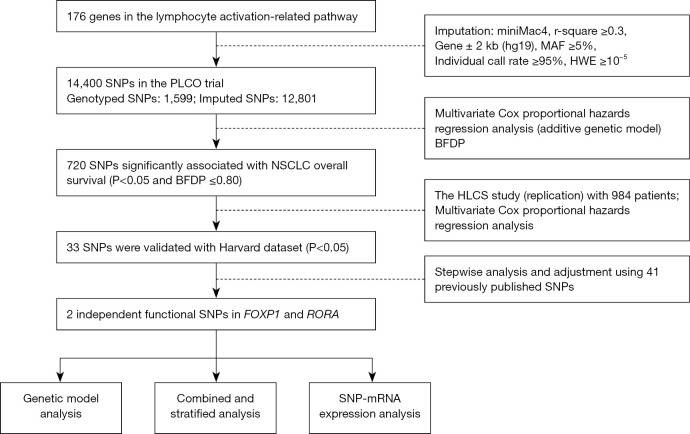 176 genes in the lymphocyte activation-related pathway
Imputation: miniMac4, r-square ≥0.3,
Gene ± 2 kb (hg19), MAF ≥5%,
Individual call rate ≥95%, HWE ≥10⁻⁵
14,400 SNPs in the PLCO trial
Genotyped SNPs: 1,599; Imputed SNPs: 12,801
Multivariate Cox proportional hazards
regression analysis (additive genetic model)
BFDP
720 SNPs significantly associated with NSCLC overall
survival (P<0.05 and BFDP ≤0.80)
The HLCS study (replication) with 984 patients;
Multivariate Cox proportional hazards
regression analysis
33 SNPs were validated with Harvard dataset (P<0.05)
Stepwise analysis and adjustment using 41
previously published SNPs
2 independent functional SNPs in FOXP1 and RORA
Genetic model
analysis
Combined and
stratified analysis
SNP-mRNA
expression analysis